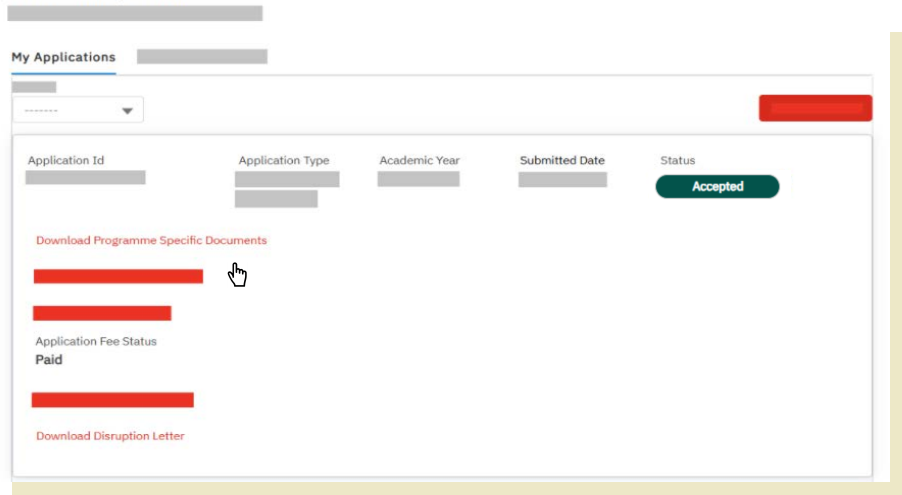 My Applications
-------
Application Id
Application Type
Academic Year
Submitted Date
Status
Accepted
Download Programme Specific Documents
Application Fee Status
Paid
Download Disruption Letter